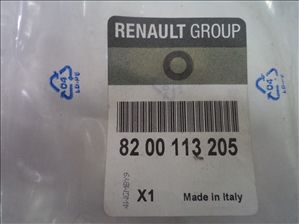 RENAULT GROUP
82 00 113 205
X1 Made in Italy